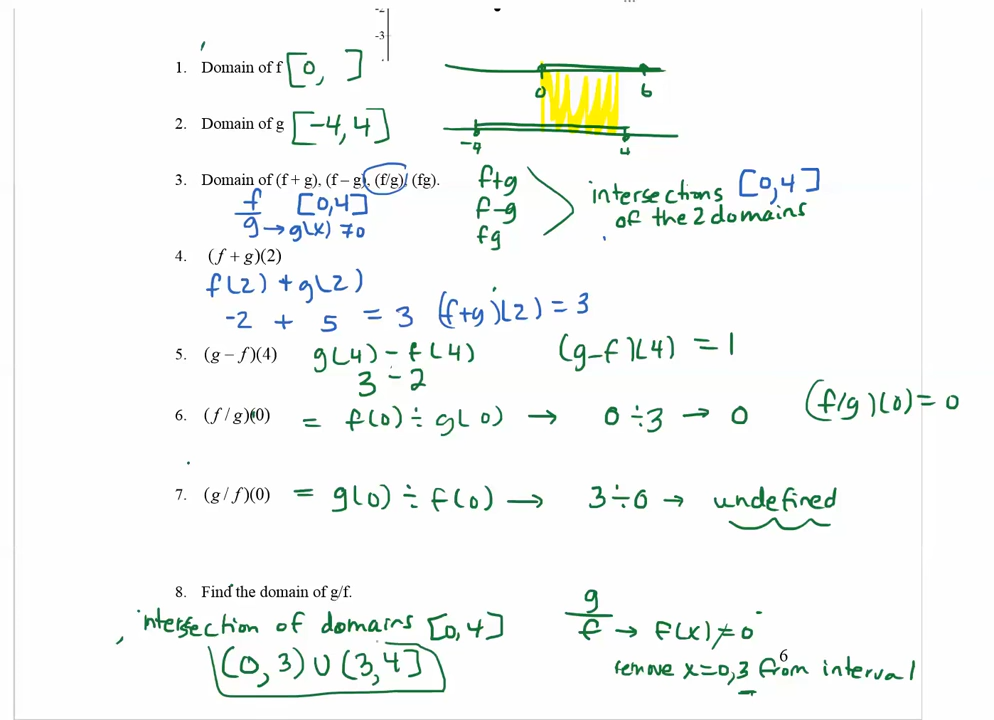 -2
-3
1. Domain of f [0, ]
0 6
2. Domain of g [-4, 4]
-4 4
3. Domain of (f + g), (f – g), (f/g), (fg).
f+g
f-g
fg
intersections [0,4]
of the 2 domains
f/g [0,4]
→ g(x) ≠0
4. (f + g)(2)
f(2) + g(2)
-2 + 5 = 3 (f+g)(2) = 3
5. (g – f)(4) g(4) - f(4) (g-f)(4) = 1
3 - 2
6. (f / g)(0) = f(0) ÷ g(0) → 0 ÷ 3 → 0 (f/g)(0) = 0
7. (g / f)(0) = g(0) ÷ f(0) → 3 ÷ 0 → undefined
8. Find the domain of g/f.
intersection of domains [0,4]
(0, 3) ∪ (3, 4]
g/f → f(x) ≠ 0
6
remove x=0,3 from interval